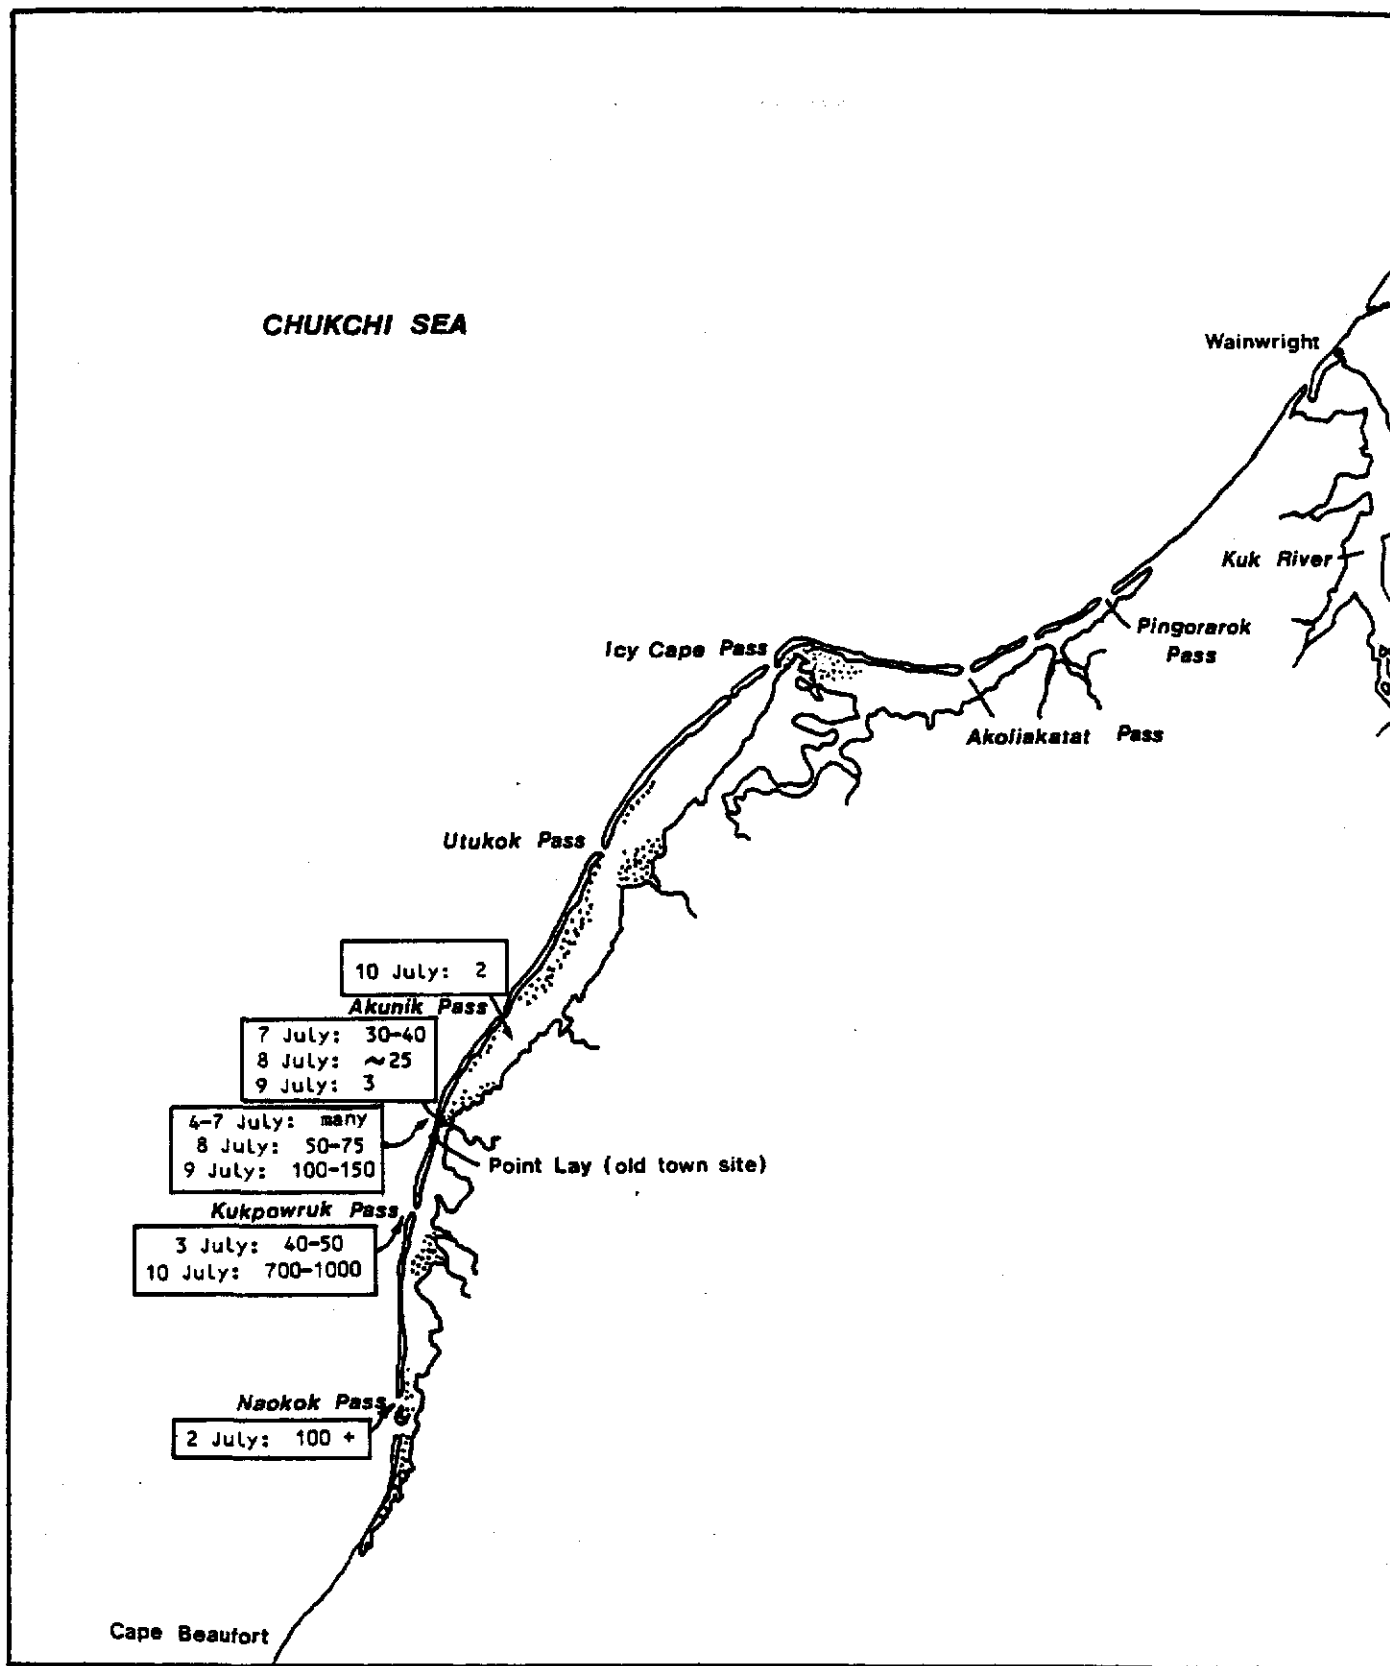 CHUKCHI SEA
Wainwright
Kuk River
Pingorarok
Pass
Icy Cape Pass
Akoliakatat Pass
Utukok Pass
10 July: 2
Akunik Pass
7 July: 30-40
8 July: ~25
9 July: 3
4-7 July: many
8 July: 50-75
9 July: 100-150
Point Lay (old town site)
Kukpowruk Pass
3 July: 40-50
10 July: 700-1000
Naokok Pass
2 July: 100 +
Cape Beaufort